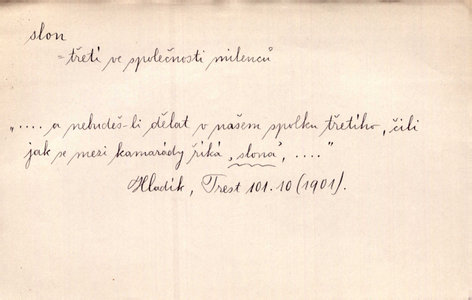 slon
= třetí ve společnosti milenců
„.... a nebudeš-li dělat v našem spolku třetího, čili
jak se mezi kamarády říká „slona“, ....“
Hladík, Trest 101.10 (1901).